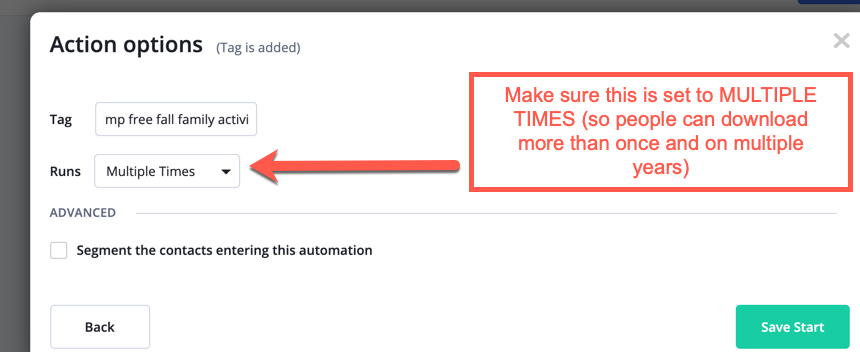 Action options (Tag is added)
Make sure this is set to MULTIPLE
TIMES (so people can download
more than once and on multiple
years)
Tag mp free fall family activi
Runs Multiple Times
ADVANCED
Segment the contacts entering this automation
Back Save Start